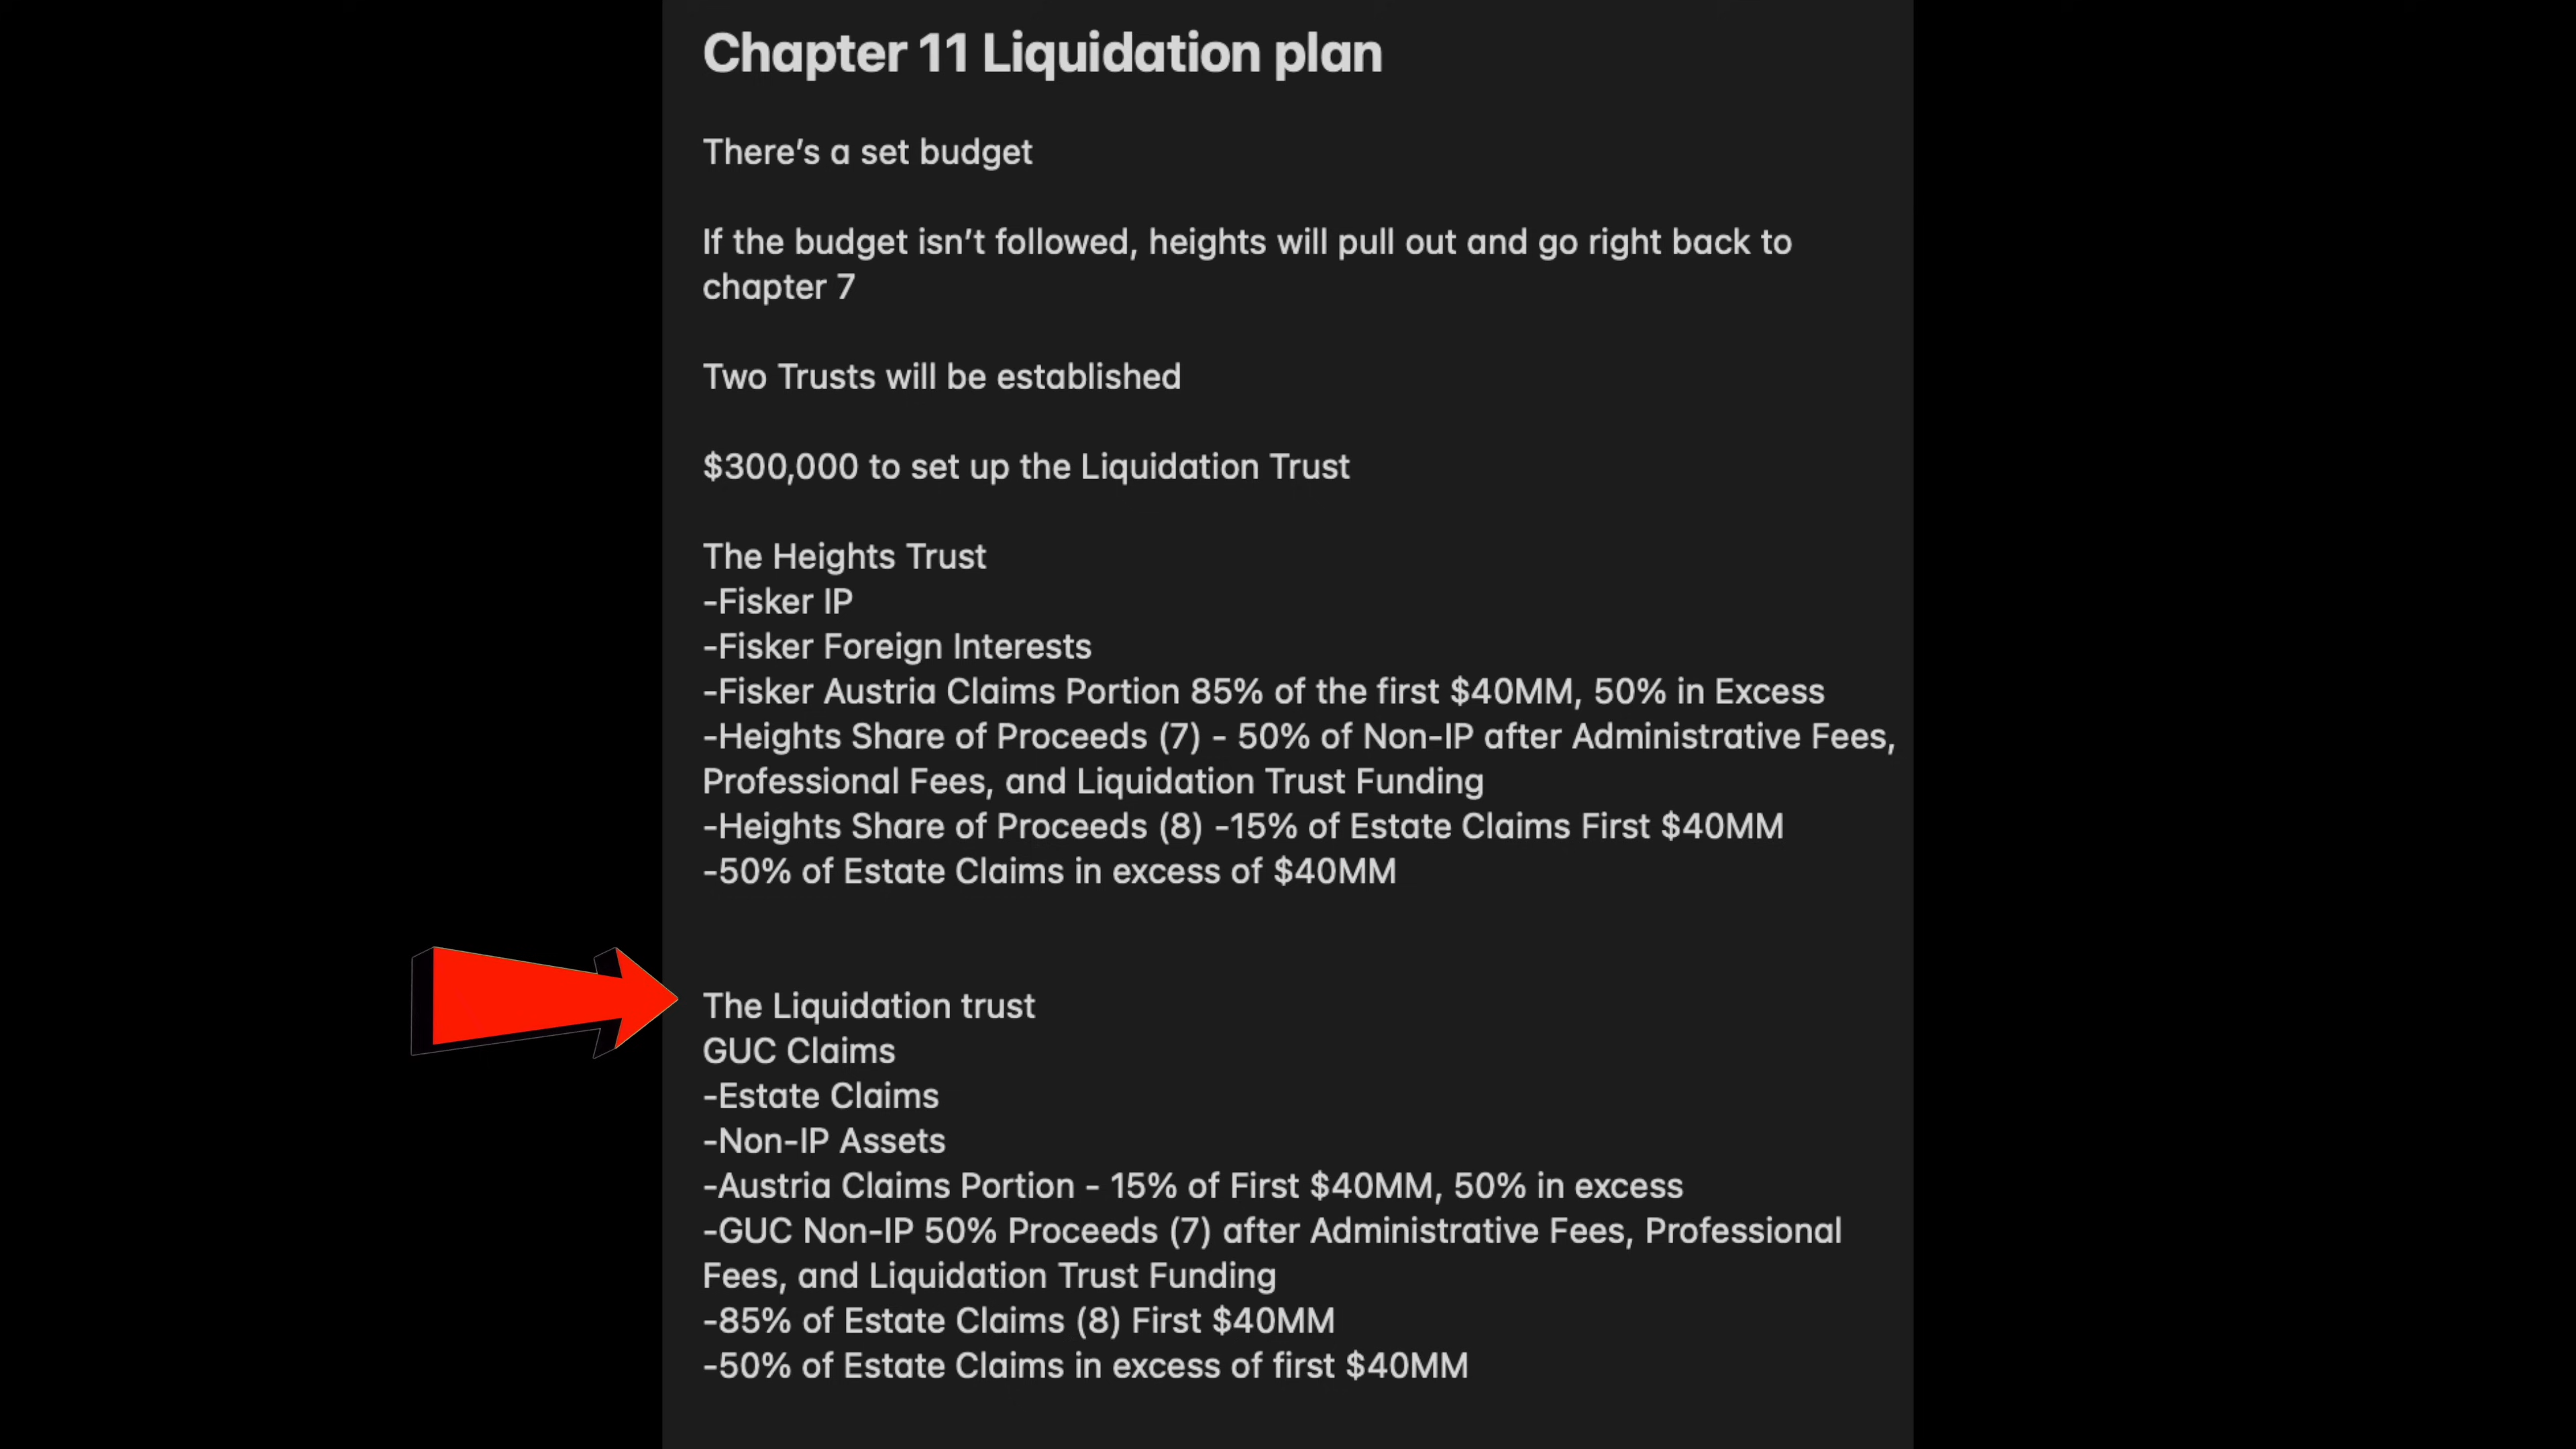 Chapter 11 Liquidation plan
There’s a set budget
If the budget isn’t followed, heights will pull out and go right back to
chapter 7
Two Trusts will be established
$300,000 to set up the Liquidation Trust
The Heights Trust
-Fisker IP
-Fisker Foreign Interests
-Fisker Austria Claims Portion 85% of the first $40MM, 50% in Excess
-Heights Share of Proceeds (7) - 50% of Non-IP after Administrative Fees,
Professional Fees, and Liquidation Trust Funding
-Heights Share of Proceeds (8) -15% of Estate Claims First $40MM
-50% of Estate Claims in excess of $40MM
The Liquidation trust
GUC Claims
-Estate Claims
-Non-IP Assets
-Austria Claims Portion - 15% of First $40MM, 50% in excess
-GUC Non-IP 50% Proceeds (7) after Administrative Fees, Professional
Fees, and Liquidation Trust Funding
-85% of Estate Claims (8) First $40MM
-50% of Estate Claims in excess of first $40MM